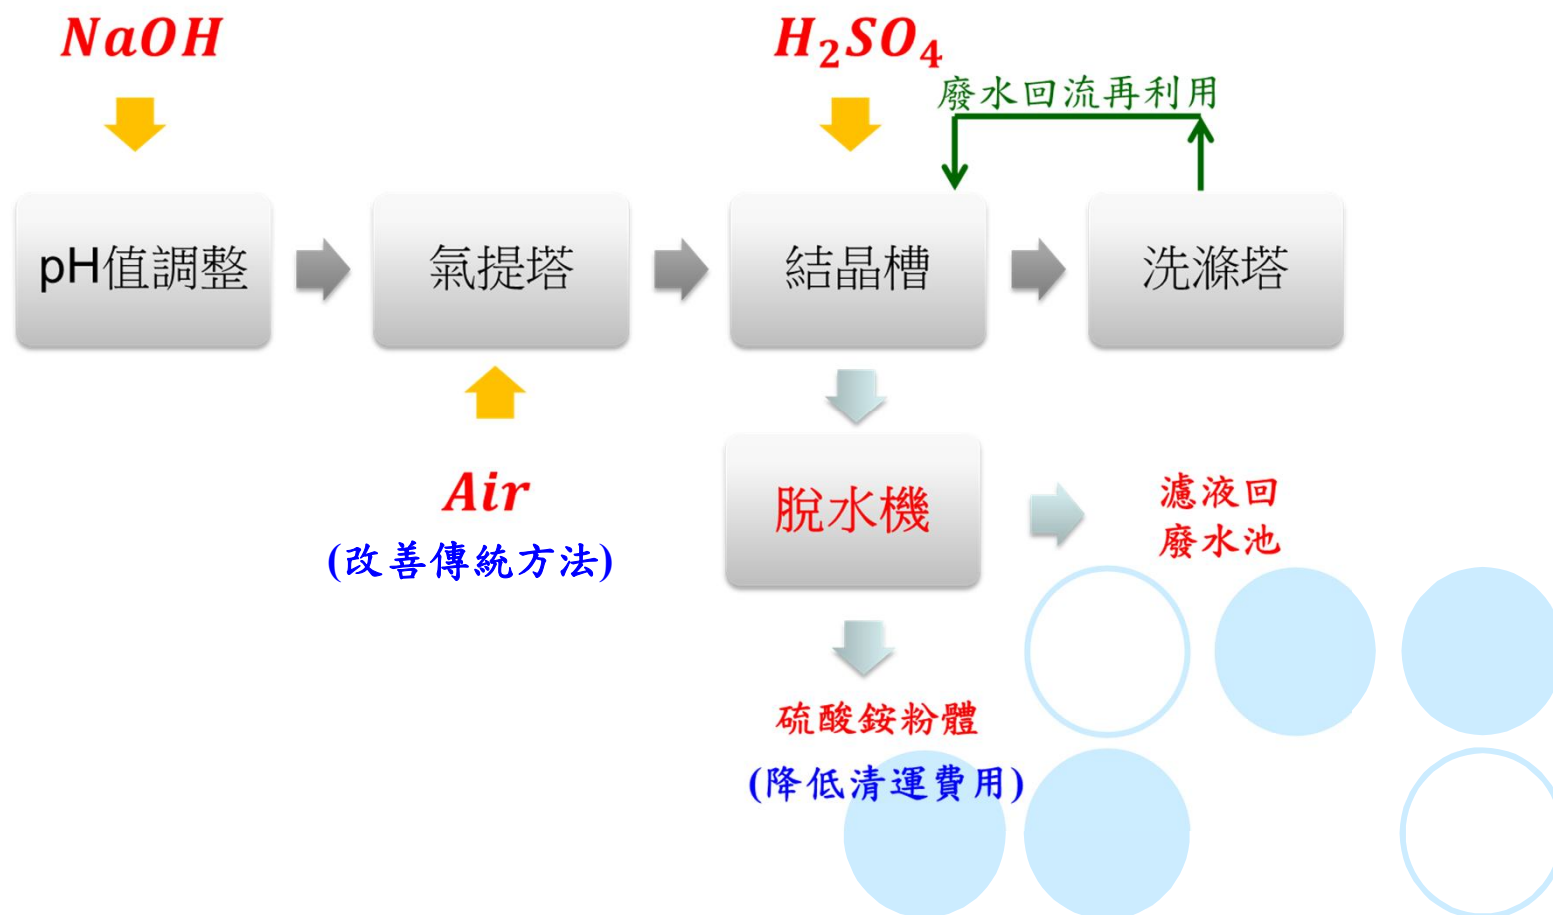 NaOH
H₂SO₄
廢水回流再利用
pH值調整
氣提塔
結晶槽
洗滌塔
Air
(改善傳統方法)
脫水機
濾液回
廢水池
硫酸銨粉體
(降低清運費用)